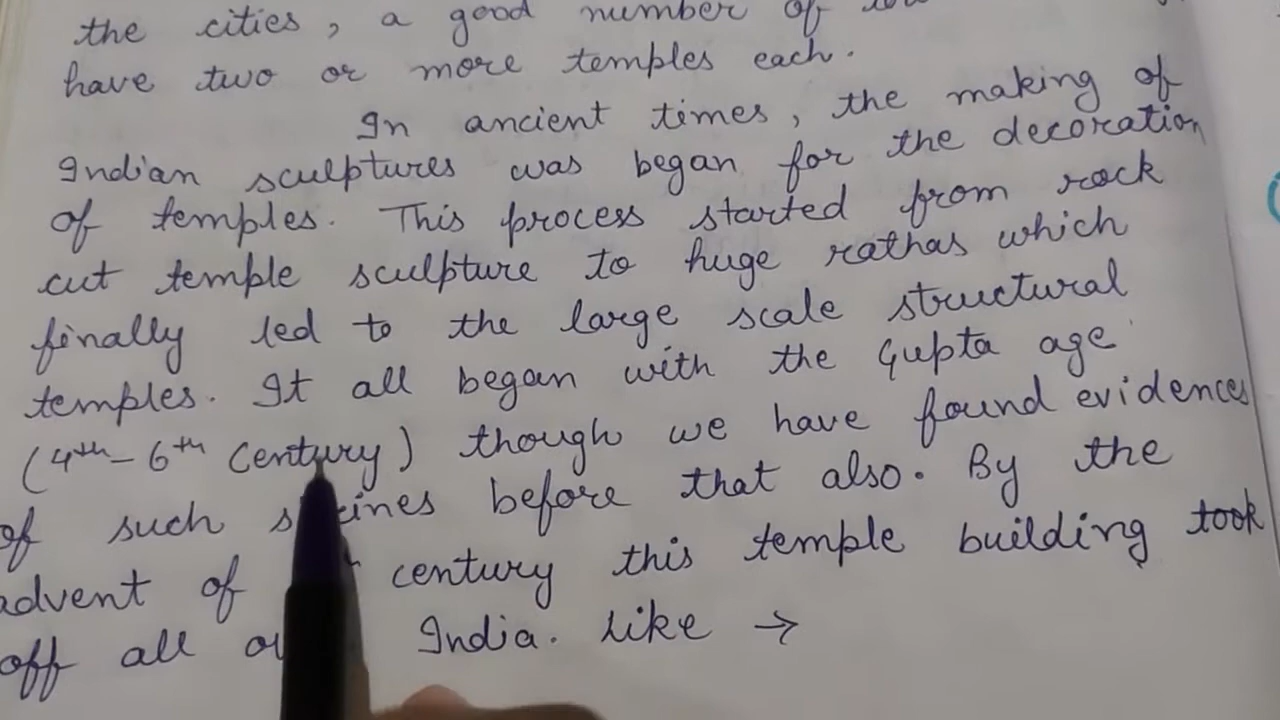 the cities, a good number of
have two or more temples each.
In ancient times, the making of
Indian sculptures was began for the decoration
of temples. This process started from rock
cut temple sculpture to huge rathas which
finally led to the large scale structural
temples. It all began with the Gupta age
(4th - 6th Century) though we have found evidences
of such before that also. By the
advent of century this temple building took
off all India. Like →